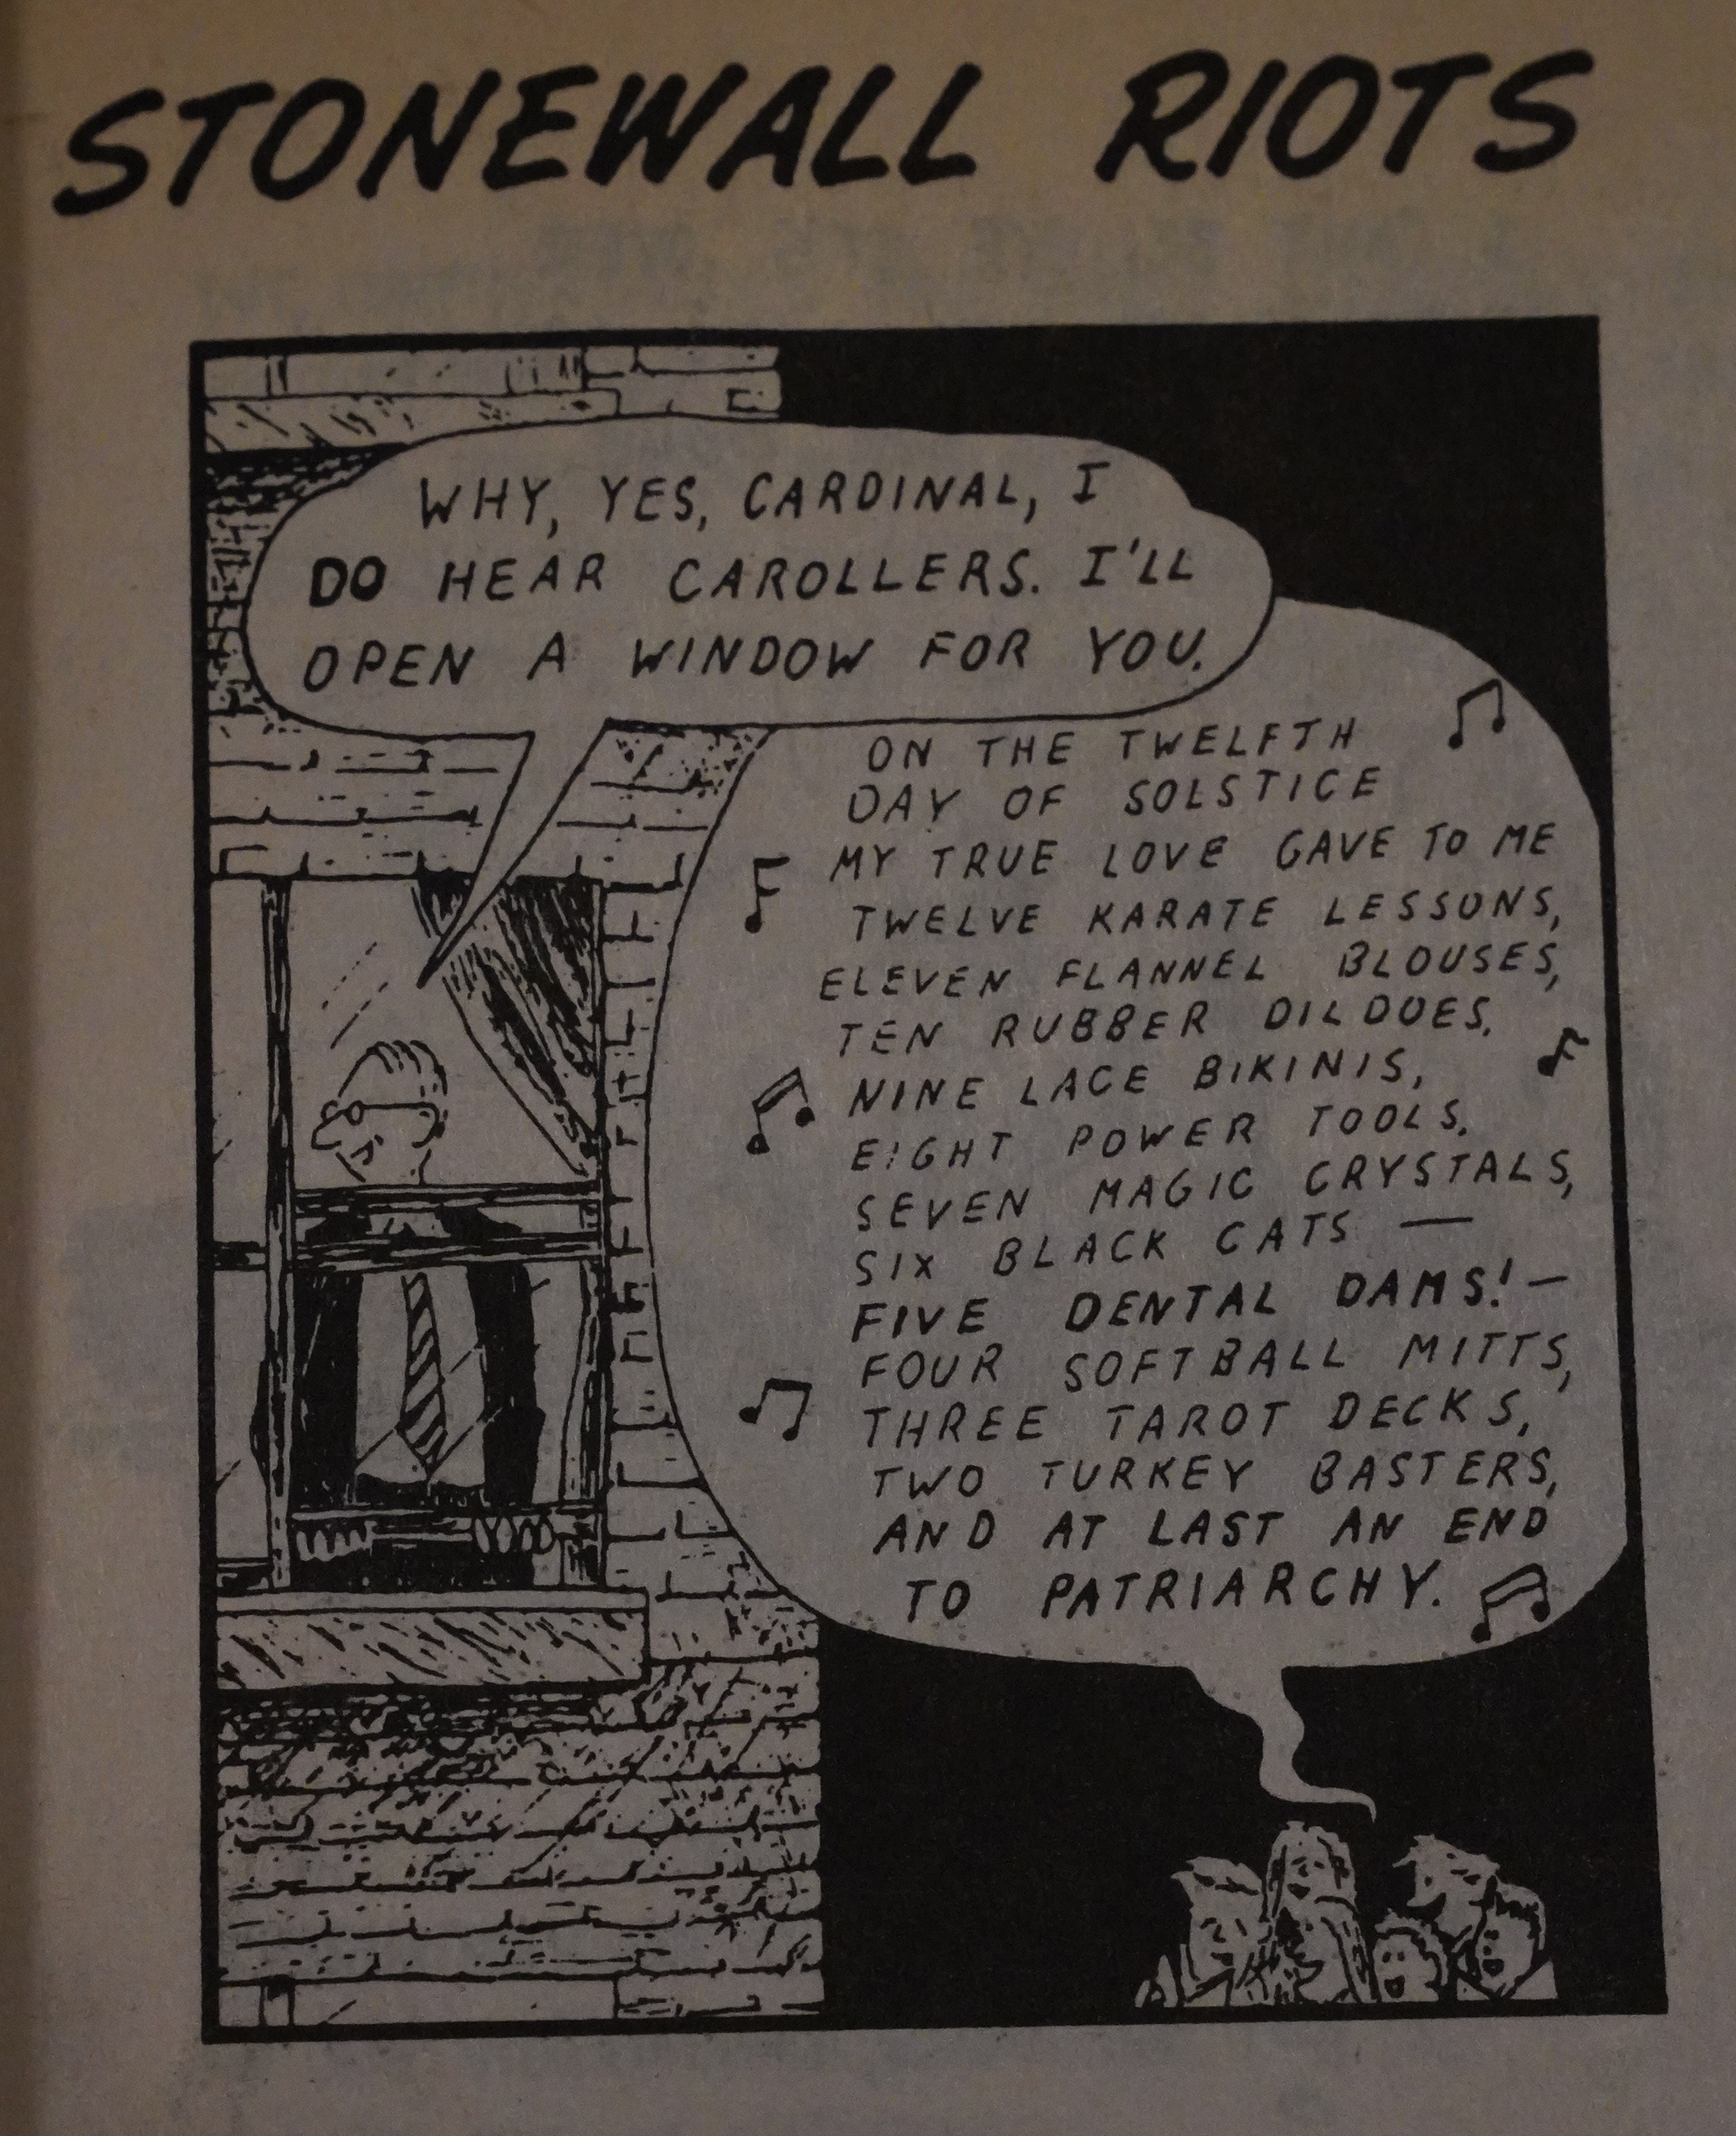 STONEWALL RIOTS
WHY, YES, CARDINAL, I
DO HEAR CAROLLERS. I'LL
OPEN A WINDOW FOR YOU.
ON THE TWELFTH
DAY OF SOLSTICE
MY TRUE LOVE GAVE TO ME
TWELVE KARATE LESSONS,
ELEVEN FLANNEL BLOUSES,
TEN RUBBER DILDOES,
NINE LACE BIKINIS,
EIGHT POWER TOOLS,
SEVEN MAGIC CRYSTALS,
SIX BLACK CATS —
FIVE DENTAL DAMS! —
FOUR SOFTBALL MITTS,
THREE TAROT DECKS,
TWO TURKEY BASTERS,
AND AT LAST AN END
TO PATRIARCHY.